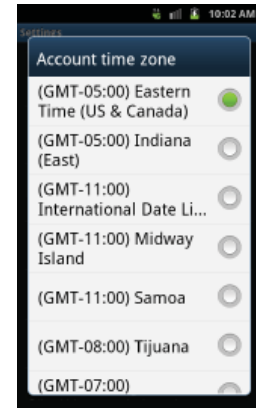 10:02 AM
Settings
Account time zone
(GMT-05:00) Eastern
Time (US & Canada)
(GMT-05:00) Indiana
(East)
(GMT-11:00)
International Date Li...
(GMT-11:00) Midway
Island
(GMT-11:00) Samoa
(GMT-08:00) Tijuana
(GMT-07:00)